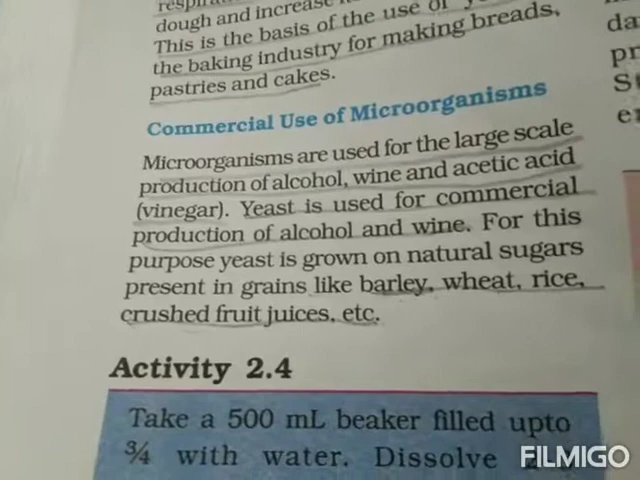 dough and increase
This is the basis of the use of
the baking industry for making breads,
pastries and cakes.
Commercial Use of Microorganisms
Microorganisms are used for the large scale
production of alcohol, wine and acetic acid
(vinegar). Yeast is used for commercial
production of alcohol and wine. For this
purpose yeast is grown on natural sugars
present in grains like barley, wheat, rice,
crushed fruit juices, etc.
Activity 2.4
Take a 500 mL beaker filled upto
¾ with water. Dissolve
FILMIGO